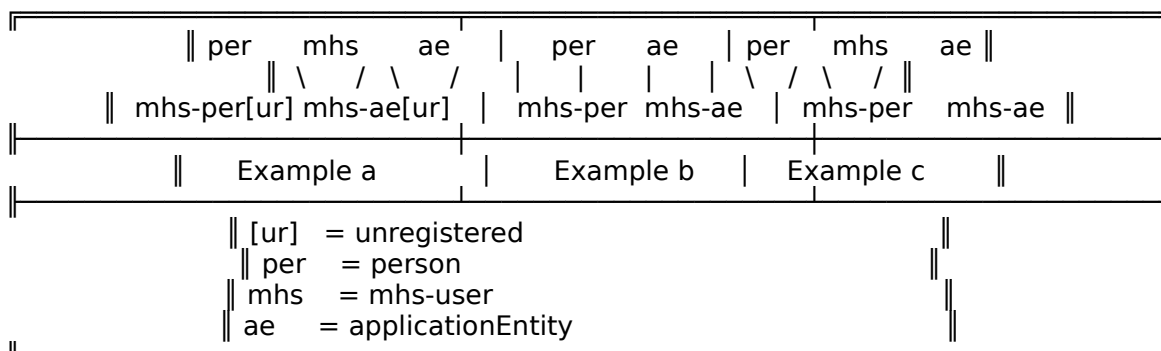 ║ per mhs ae │ per ae │ per mhs ae ║
║ \ / \ / │ | | │ \ / \ / ║
║ mhs-per[ur] mhs-ae[ur] │ mhs-per mhs-ae │ mhs-per mhs-ae ║
║ Example a │ Example b │ Example c ║
║ [ur] = unregistered ║
║ per = person ║
║ mhs = mhs-user ║
║ ae = applicationEntity ║